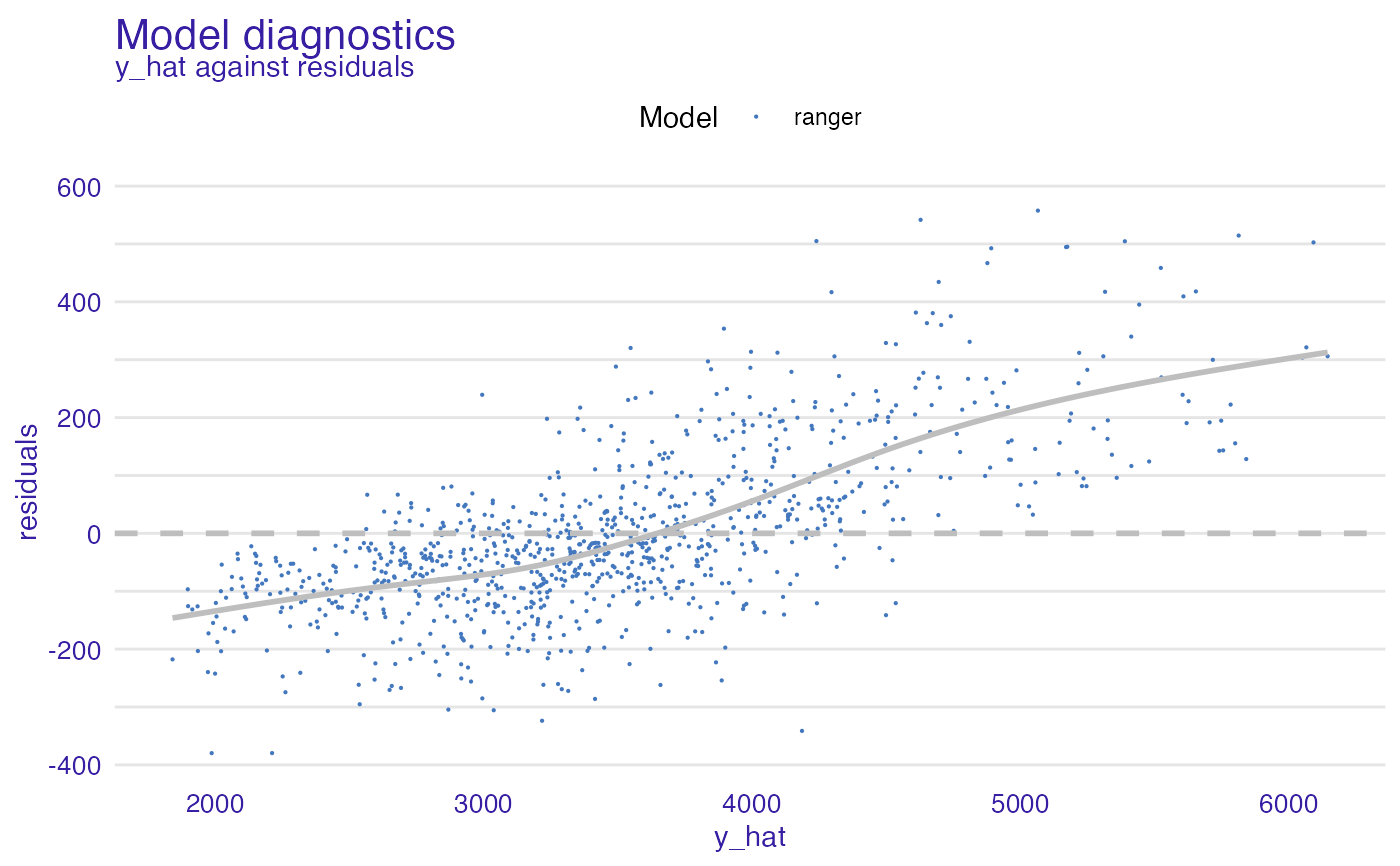 Model diagnostics
y_hat against residuals
Model ranger
600
400
200
0
-200
-400
residuals
2000 3000 4000 5000 6000
y_hat